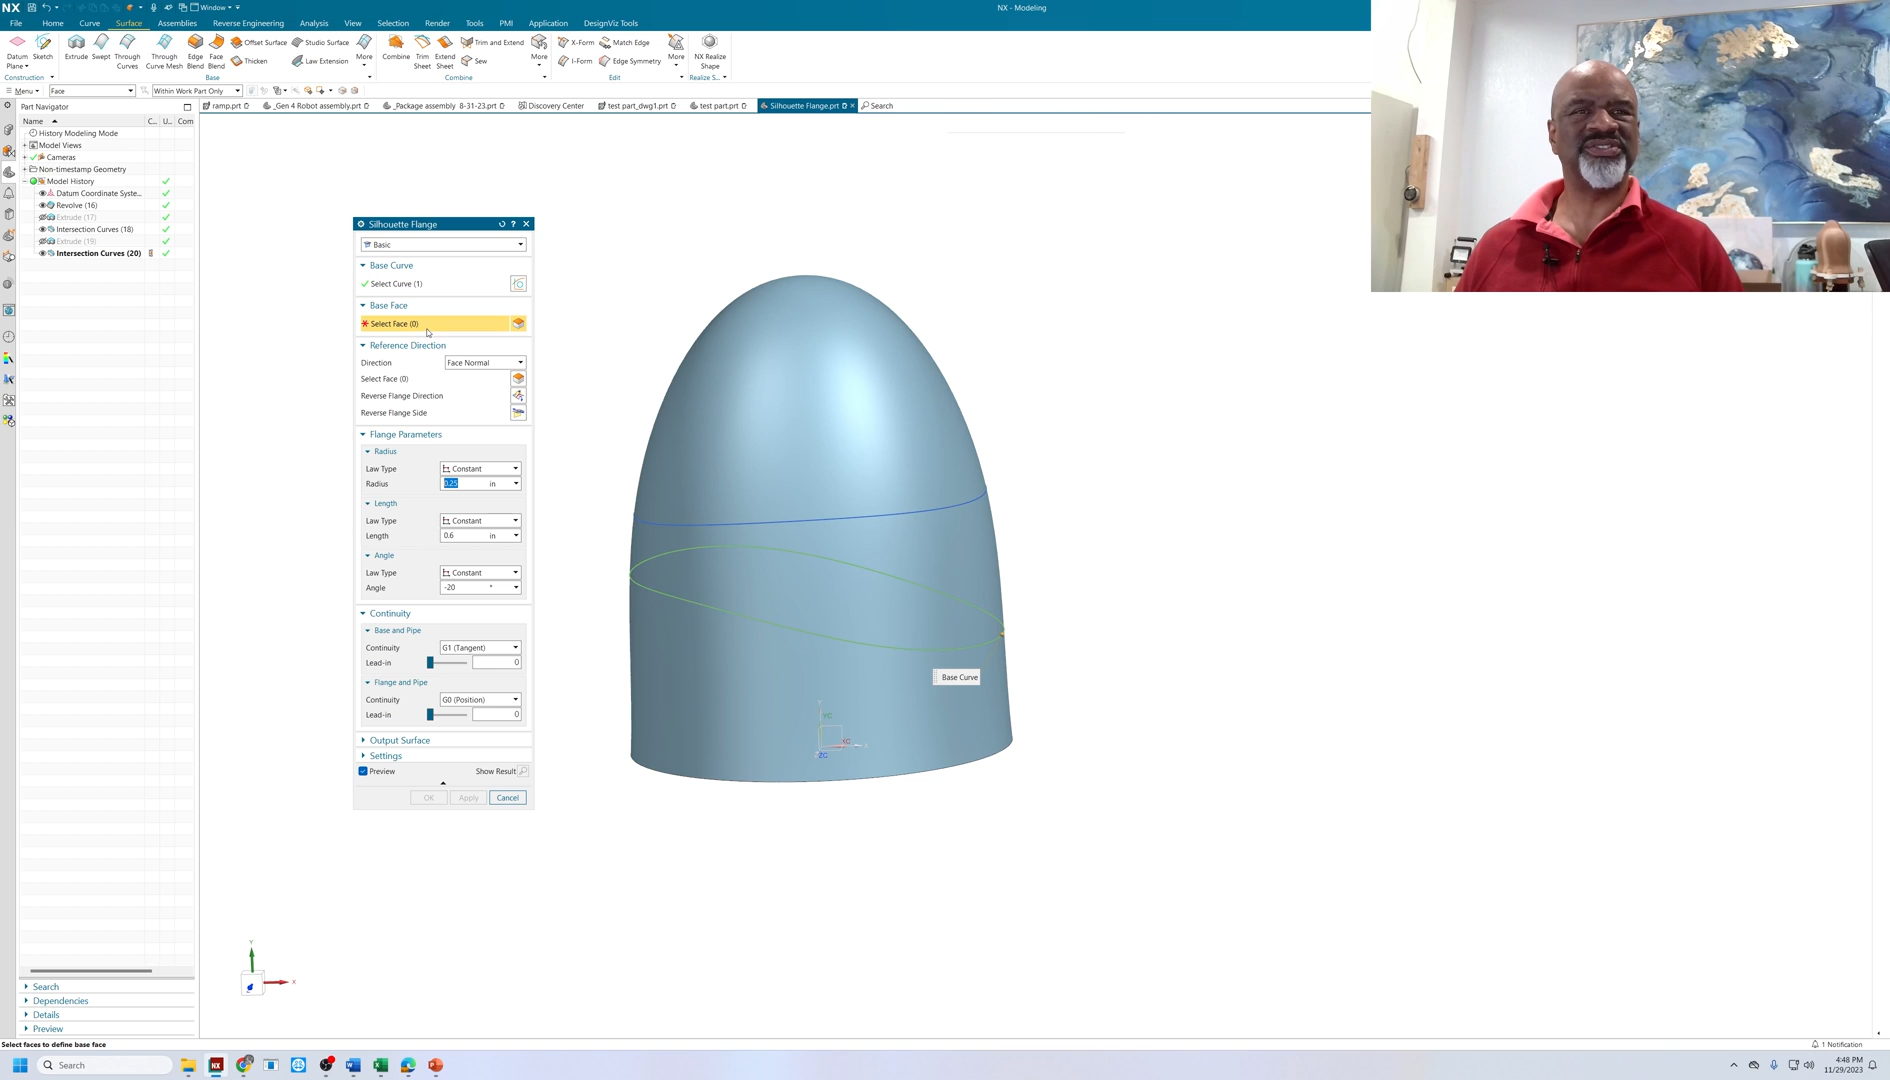 NX
Window
NX - Modeling
File Home Curve Surface Assemblies Reverse Engineering Analysis View Selection Render Tools PMI Application DesignViz Tools
Datum Plane
Sketch
Extrude
Swept
Through Curves
Through Curve Mesh
Edge Blend
Face Blend
Offset Surface
Thicken
Studio Surface
Law Extension
More
Combine
Trim Sheet
Extend Sheet
Trim and Extend
Sew
More
X-Form
I-Form
Match Edge
Edge Symmetry
More
NX Realize Shape
Construction
Base
Combine
Edit
Realize S...
Menu
Face
Within Work Part Only
Part Navigator
ramp.prt
_Gen 4 Robot assembly.prt
_Package assembly 8-31-23.prt
Discovery Center
test part_dwg1.prt
test part.prt
Silhouette Flange.prt
Search
Name C... U... Com
History Modeling Mode
Model Views
Cameras
Non-timestamp Geometry
Model History
Datum Coordinate Syste...
Revolve (16)
Extrude (17)
Intersection Curves (18)
Extrude (19)
Intersection Curves (20)
Silhouette Flange
Basic
Base Curve
Select Curve (1)
Base Face
Select Face (0)
Reference Direction
Direction Face Normal
Select Face (0)
Reverse Flange Direction
Reverse Flange Side
Flange Parameters
Radius
Law Type Constant
Radius 0.25 in
Length
Law Type Constant
Length 0.6 in
Angle
Law Type Constant
Angle -20 °
Continuity
Base and Pipe
Continuity G1 (Tangent)
Lead-in 0
Flange and Pipe
Continuity G0 (Position)
Lead-in 0
Output Surface
Settings
Preview Show Result
OK Apply Cancel
Base Curve
Y
YC
XC
X
ZC
Y
X
Search
Dependencies
Details
Preview
Select faces to define base face
1 Notification
Search
NX
4:48 PM
11/29/2023